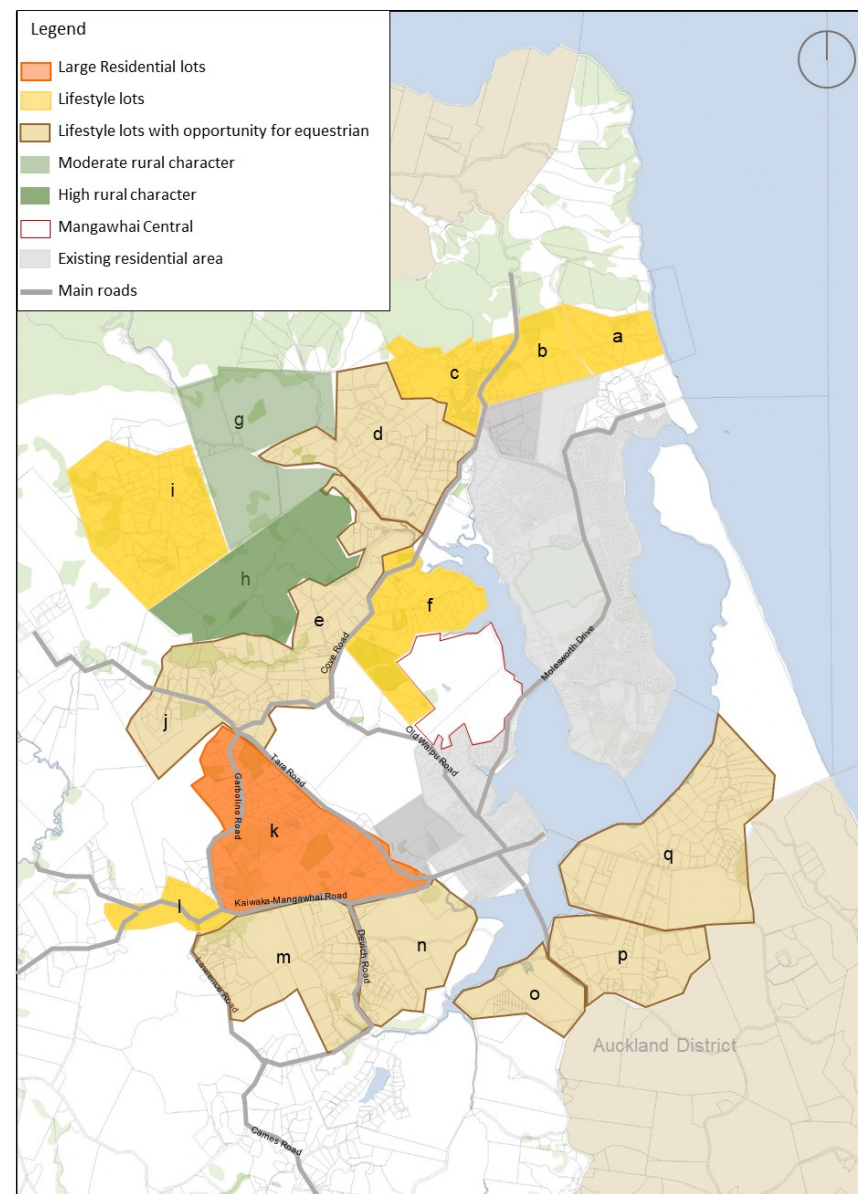 Legend
Large Residential lots
Lifestyle lots
Lifestyle lots with opportunity for equestrian
Moderate rural character
High rural character
Mangawhai Central
Existing residential area
Main roads
a
b
c
d
g
i
h
f
e
Cove Road
Molesworth Drive
j
Old Waipu Road
Tara Road
Garbolino Road
k
q
Kaiwaka-Mangawhai Road
l
Devich Road
n
m
p
Lawrence Road
o
Auckland District
Cames Road